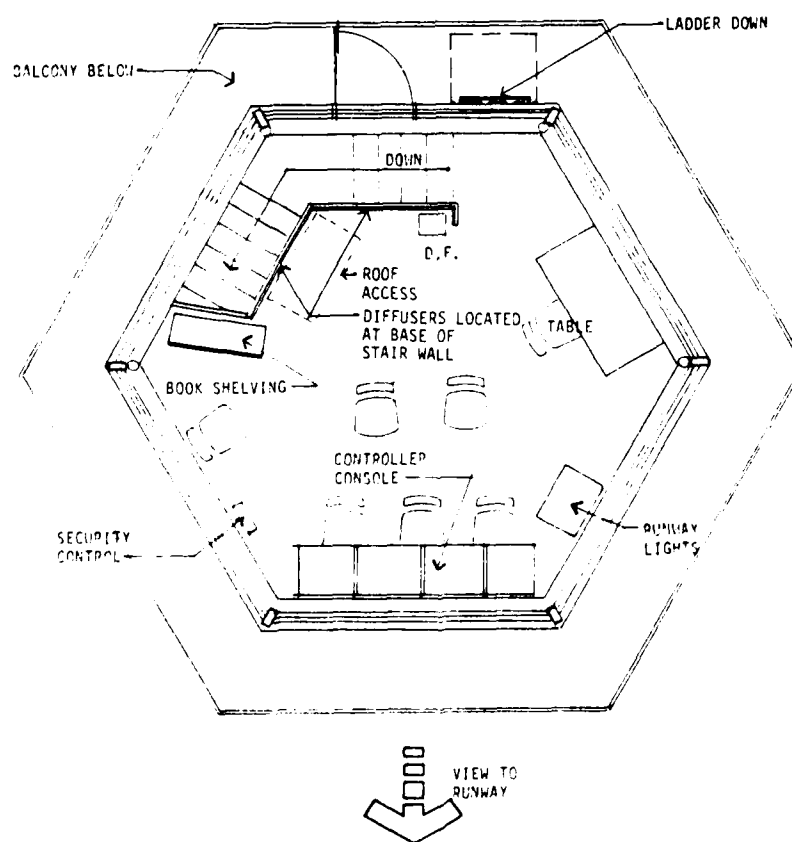 LADDER DOWN
BALCONY BELOW
DOWN
D.F.
ROOF
ACCESS
DIFFUSERS LOCATED
AT BASE OF
STAIR WALL
TABLE
BOOK SHELVING
CONTROLLER
CONSOLE
SECURITY
CONTROL
RUNWAY
LIGHTS
VIEW TO
RUNWAY